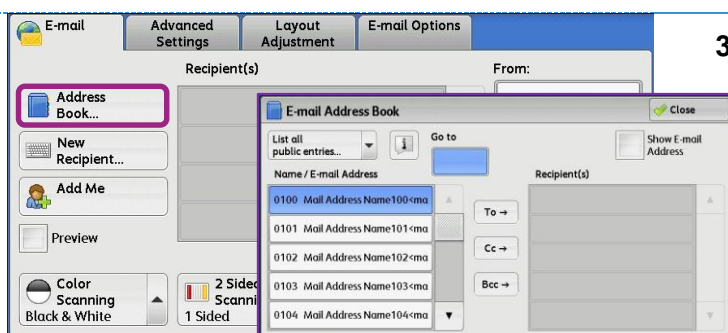 E-mail
Advanced
Settings
Layout
Adjustment
E-mail Options
3
Recipient(s)
From:
Address
Book...
New
Recipient...
Add Me
Preview
Color
Scanning
Black & White
2 Sided
1 Sided
E-mail Address Book
Close
List all
public entries...
Go to
Show E-mail
Address
Name / E-mail Address
Recipient(s)
0100 Mail Address Name100<ma
0101 Mail Address Name101<ma
0102 Mail Address Name102<ma
0103 Mail Address Name103<ma
0104 Mail Address Name104<ma
To →
Cc →
Bcc →